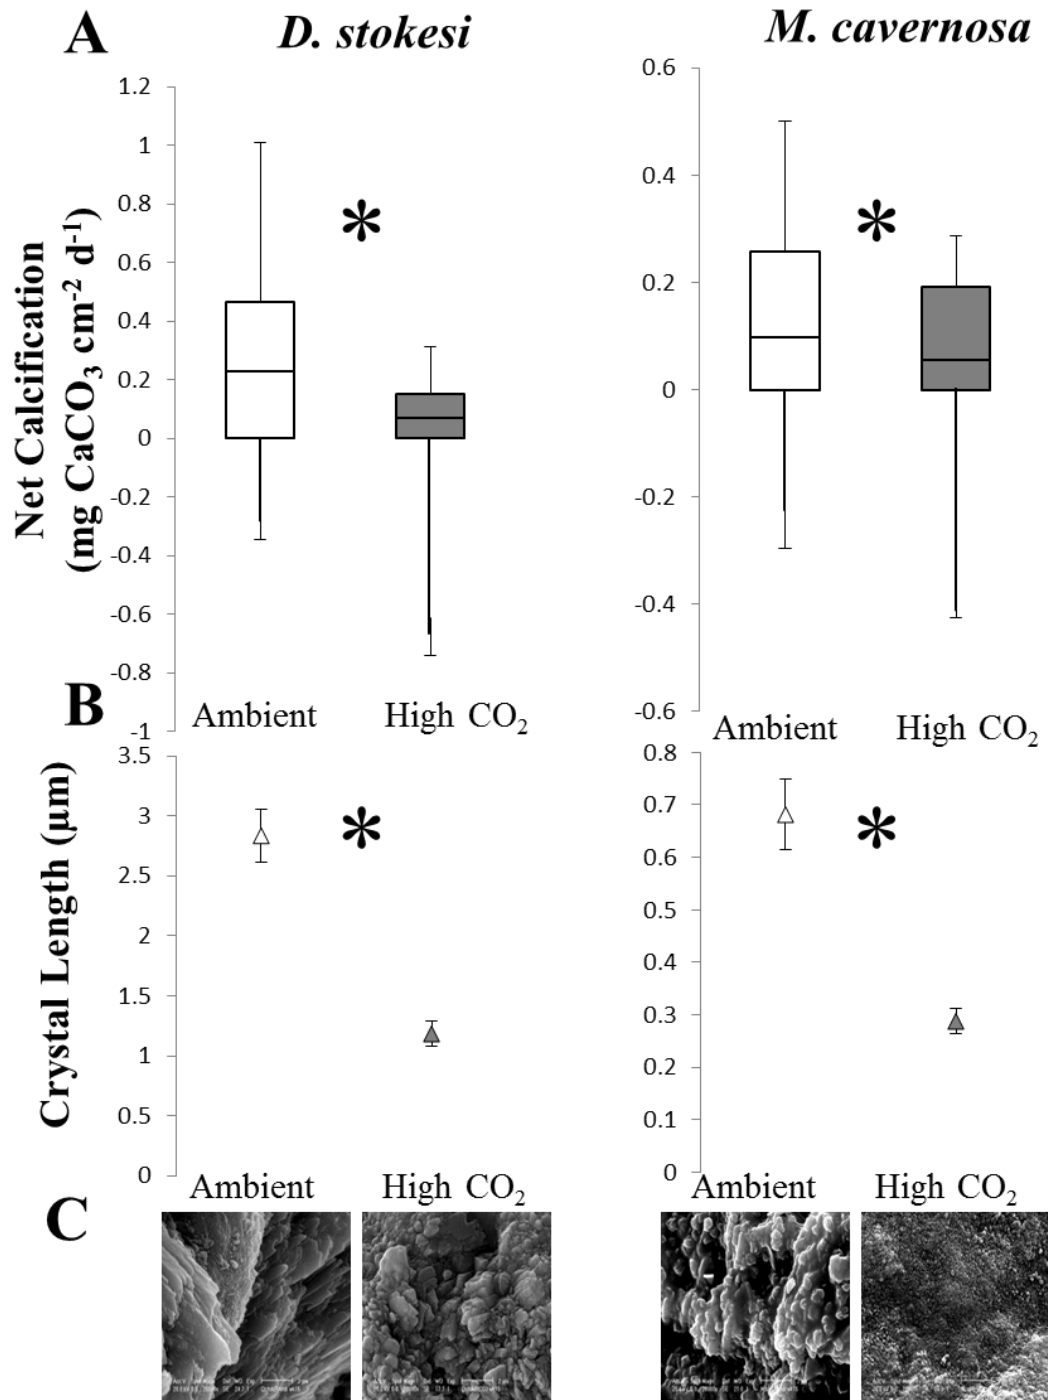 A
D. stokesi
M. cavernosa
Net Calcification
(mg CaCO₃ cm⁻² d⁻¹)
1.2
1
0.8
0.6
0.4
0.2
0
-0.2
-0.4
-0.6
-0.8
-1
*
Ambient
High CO₂
0.6
0.4
0.2
0
-0.2
-0.4
-0.6
*
Ambient
High CO₂
B
Crystal Length (µm)
3.5
3
2.5
2
1.5
1
0.5
0
*
Ambient
High CO₂
0.8
0.7
0.6
0.5
0.4
0.3
0.2
0.1
0
*
Ambient
High CO₂
C